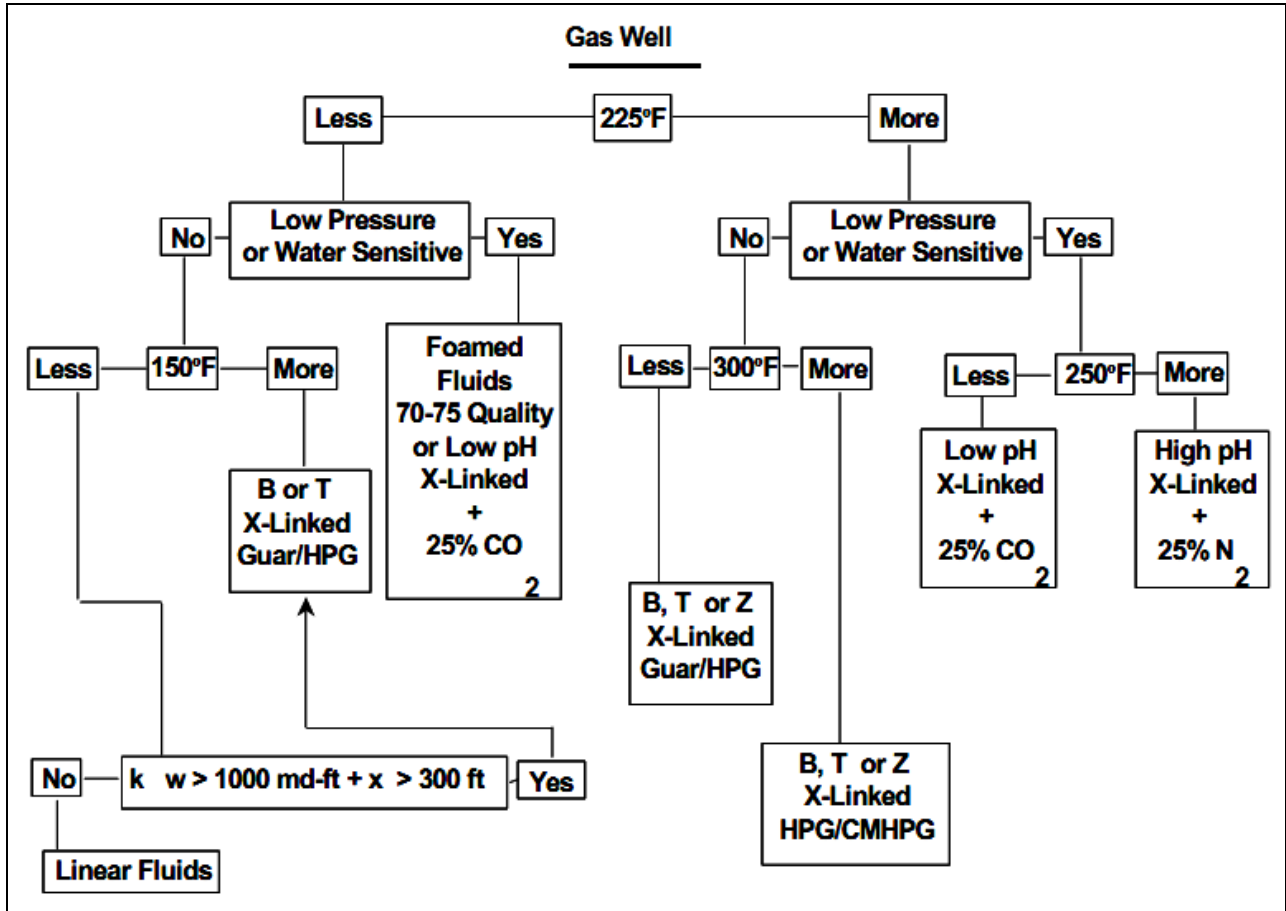 Gas Well
Less
225ºF
More
No
Low Pressure
or Water Sensitive
Yes
No
Low Pressure
or Water Sensitive
Yes
Less
150ºF
More
Foamed
Fluids
70-75 Quality
or Low pH
X-Linked
+
25% CO
2
Less
300ºF
More
Less
250ºF
More
B or T
X-Linked
Guar/HPG
Low pH
X-Linked
+
25% CO
2
High pH
X-Linked
+
25% N
2
B, T or Z
X-Linked
Guar/HPG
No
k w > 1000 md-ft + x > 300 ft
Yes
B, T or Z
X-Linked
HPG/CMHPG
Linear Fluids